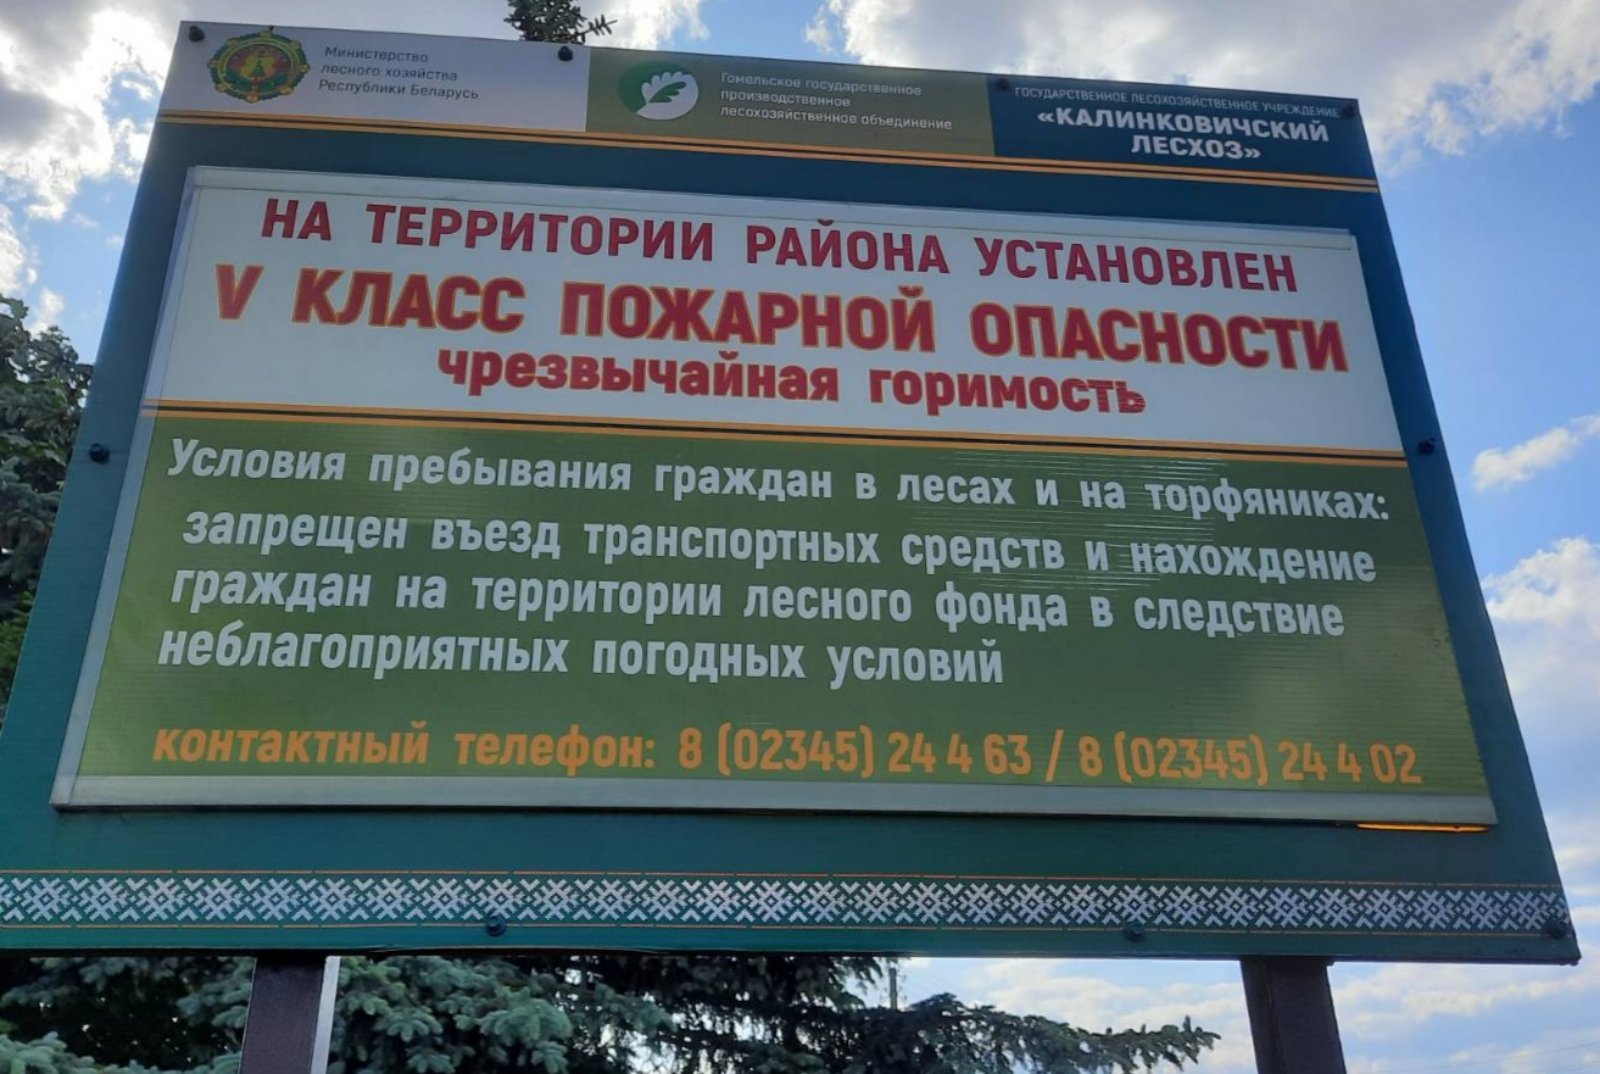 Министерство
лесного хозяйства
Республики Беларусь
Гомельское государственное
производственное
лесохозяйственное объединение
ГОСУДАРСТВЕННОЕ ЛЕСОХОЗЯЙСТВЕННОЕ УЧРЕЖДЕНИЕ
«КАЛИНКОВИЧСКИЙ
ЛЕСХОЗ»
НА ТЕРРИТОРИИ РАЙОНА УСТАНОВЛЕН
V КЛАСС ПОЖАРНОЙ ОПАСНОСТИ
чрезвычайная горимость
Условия пребывания граждан в лесах и на торфяниках:
запрещен въезд транспортных средств и нахождение
граждан на территории лесного фонда в следствие
неблагоприятных погодных условий
контактный телефон: 8 (02345) 24 4 63 / 8 (02345) 24 4 02